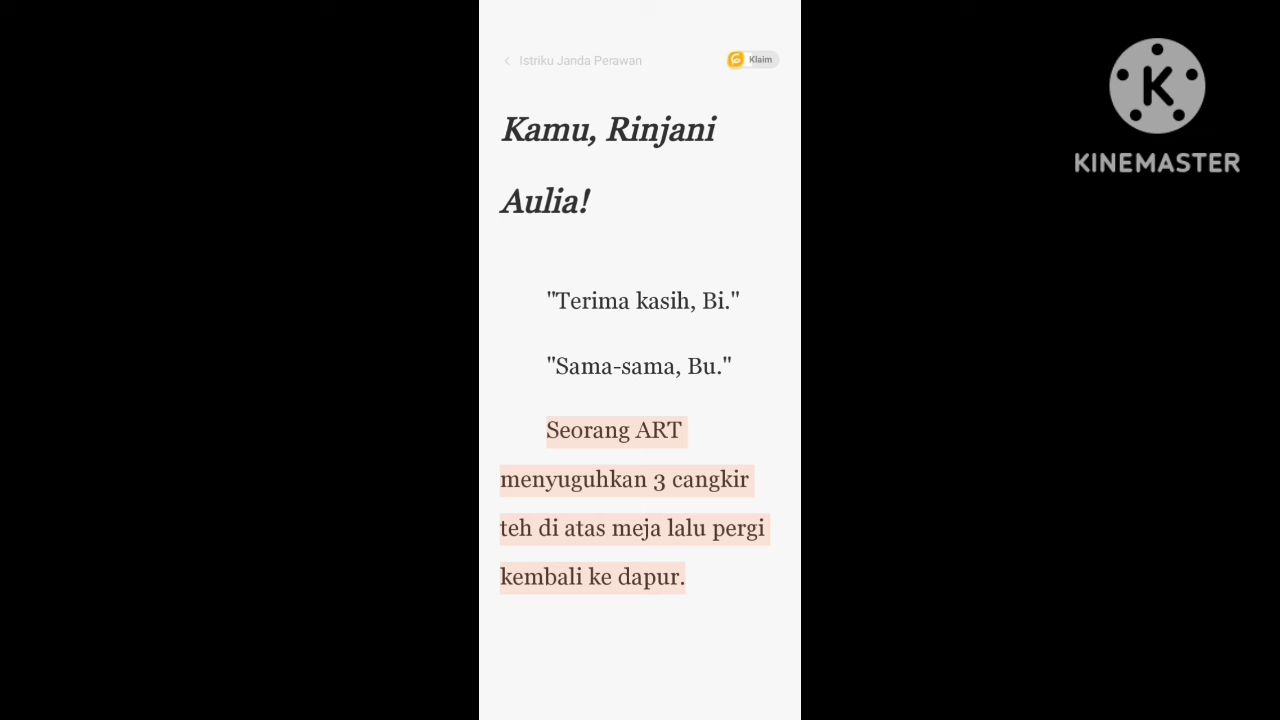 Istriku Janda Perawan
Klaim
KINEMASTER
Kamu, Rinjani
Aulia!
"Terima kasih, Bi."
"Sama-sama, Bu."
Seorang ART
menyuguhkan 3 cangkir
teh di atas meja lalu pergi
kembali ke dapur.